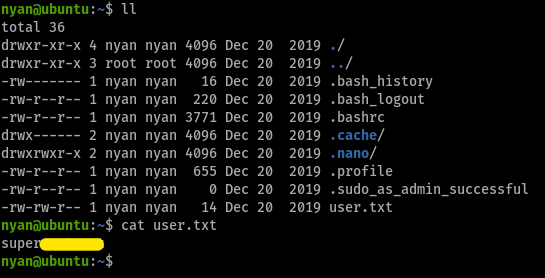 nyan@ubuntu:~$ ll
total 36
drwxr-xr-x 4 nyan nyan 4096 Dec 20  2019 ./
drwxr-xr-x 3 root root 4096 Dec 20  2019 ../
-rw------- 1 nyan nyan   16 Dec 20  2019 .bash_history
-rw-r--r-- 1 nyan nyan  220 Dec 20  2019 .bash_logout
-rw-r--r-- 1 nyan nyan 3771 Dec 20  2019 .bashrc
drwx------ 2 nyan nyan 4096 Dec 20  2019 .cache/
drwxrwxr-x 2 nyan nyan 4096 Dec 20  2019 .nano/
-rw-r--r-- 1 nyan nyan  655 Dec 20  2019 .profile
-rw-r--r-- 1 nyan nyan    0 Dec 20  2019 .sudo_as_admin_successful
-rw-rw-r-- 1 nyan nyan   14 Dec 20  2019 user.txt
nyan@ubuntu:~$ cat user.txt
super
nyan@ubuntu:~$